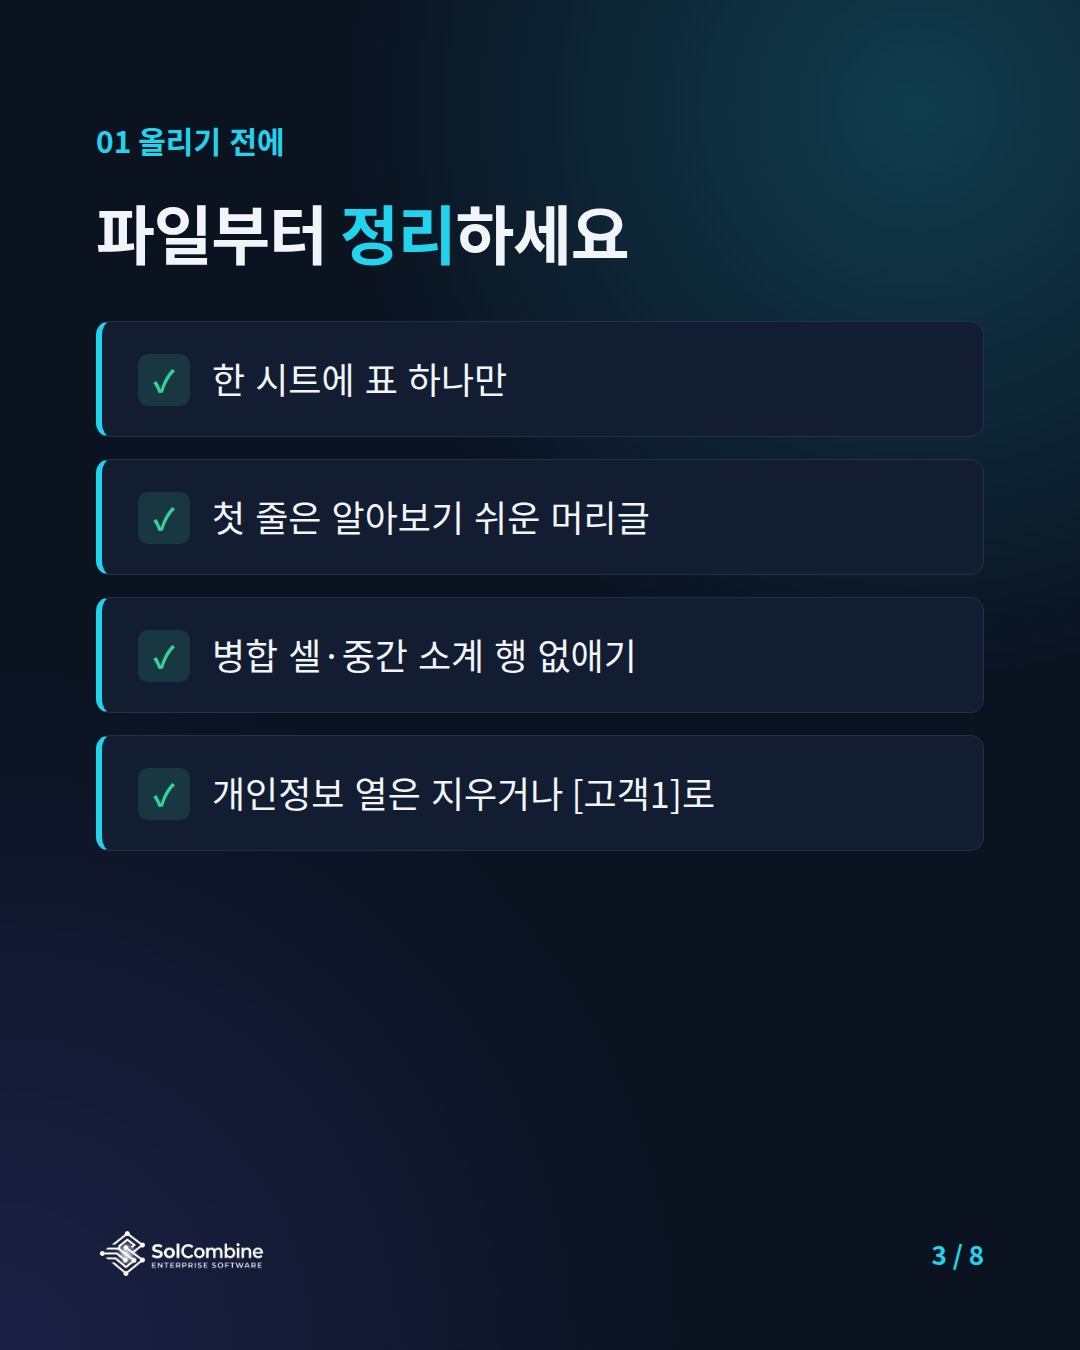 01 올리기 전에
파일부터 정리하세요
✓ 한 시트에 표 하나만
✓ 첫 줄은 알아보기 쉬운 머리글
✓ 병합 셀·중간 소계 행 없애기
✓ 개인정보 열은 지우거나 [고객1]로
SolCombine
ENTERPRISE SOFTWARE
3 / 8